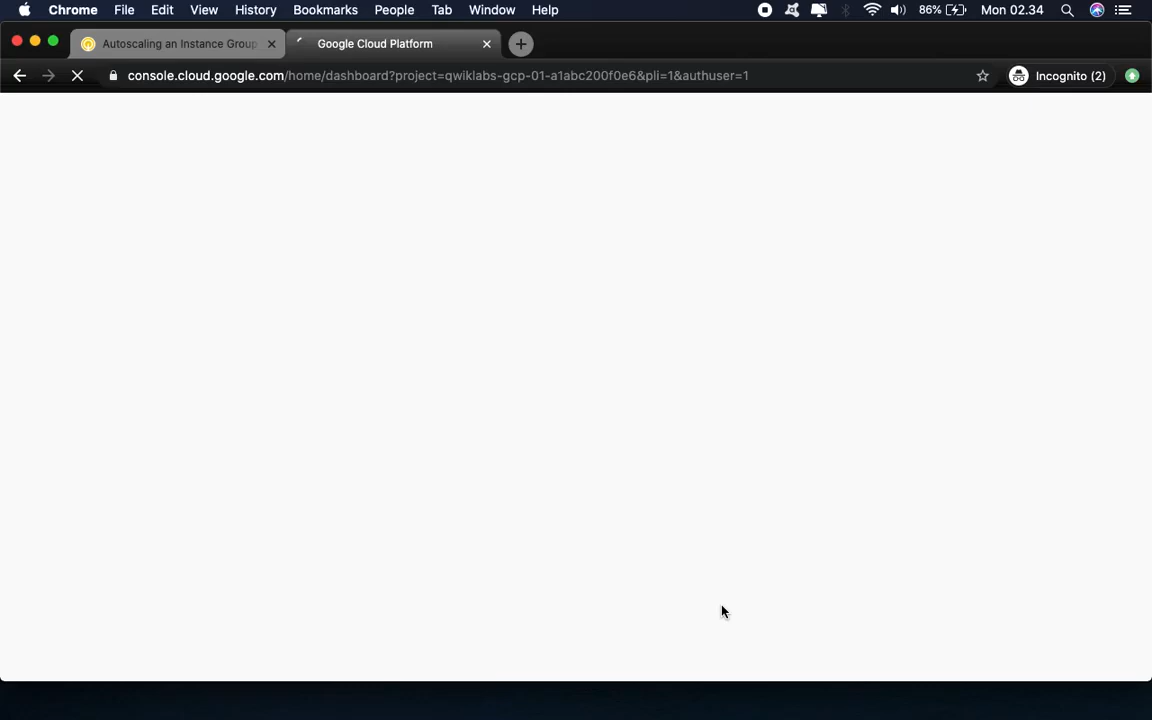 Chrome File Edit View History Bookmarks People Tab Window Help 86% Mon 02.34
Autoscaling an Instance Group Google Cloud Platform
console.cloud.google.com/home/dashboard?project=qwiklabs-gcp-01-a1abc200f0e6&pli=1&authuser=1 Incognito (2)